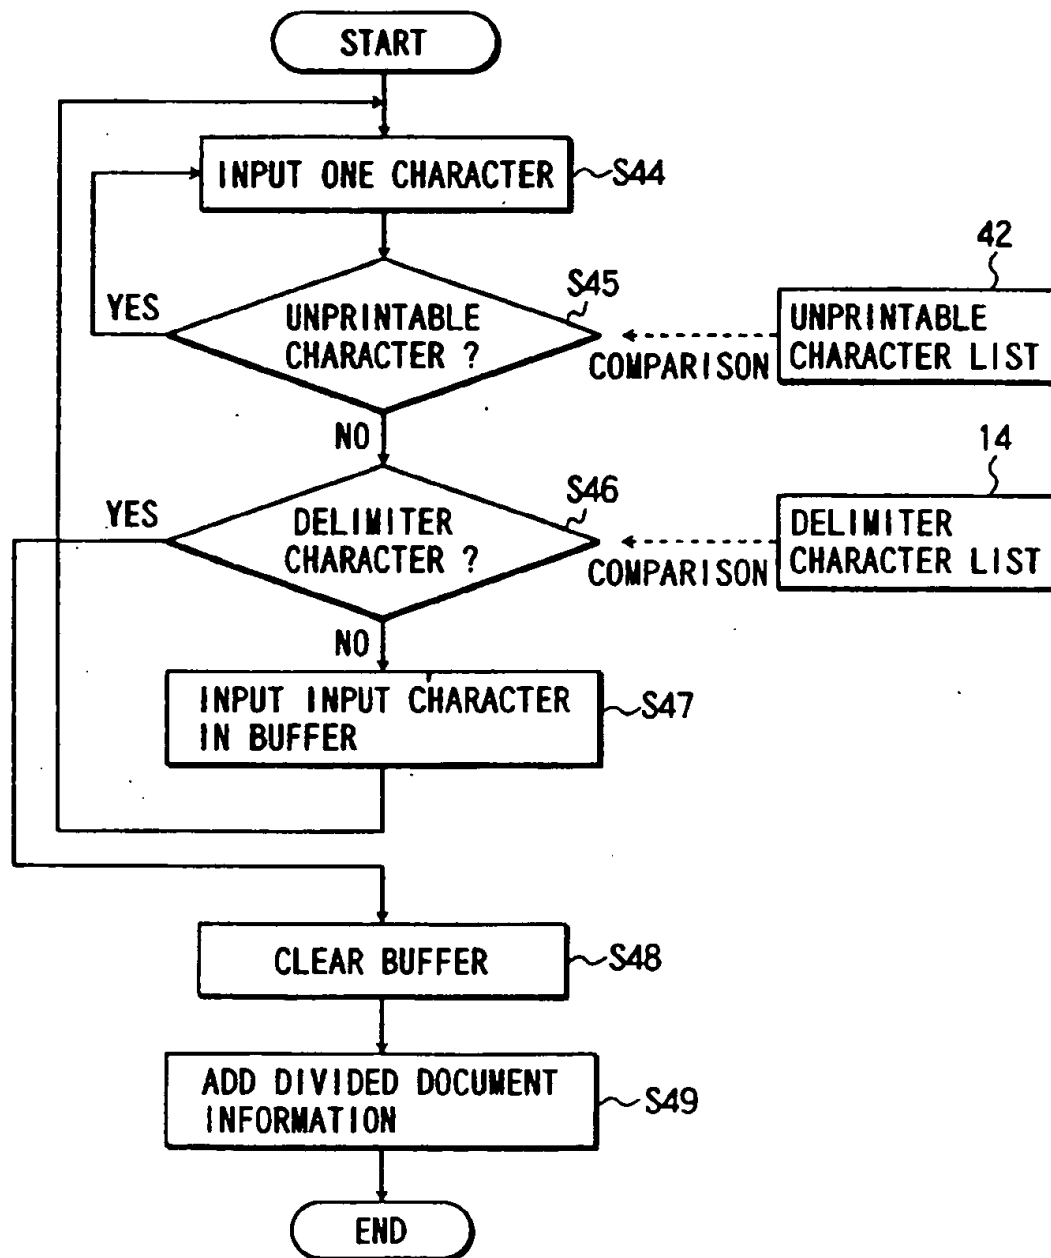 START
INPUT ONE CHARACTER
S44
42
S45
YES
UNPRINTABLE
CHARACTER ?
UNPRINTABLE
CHARACTER LIST
COMPARISON
NO
14
S46
YES
DELIMITER
CHARACTER ?
DELIMITER
CHARACTER LIST
COMPARISON
NO
INPUT INPUT CHARACTER
IN BUFFER
S47
CLEAR BUFFER
S48
ADD DIVIDED DOCUMENT
INFORMATION
S49
END